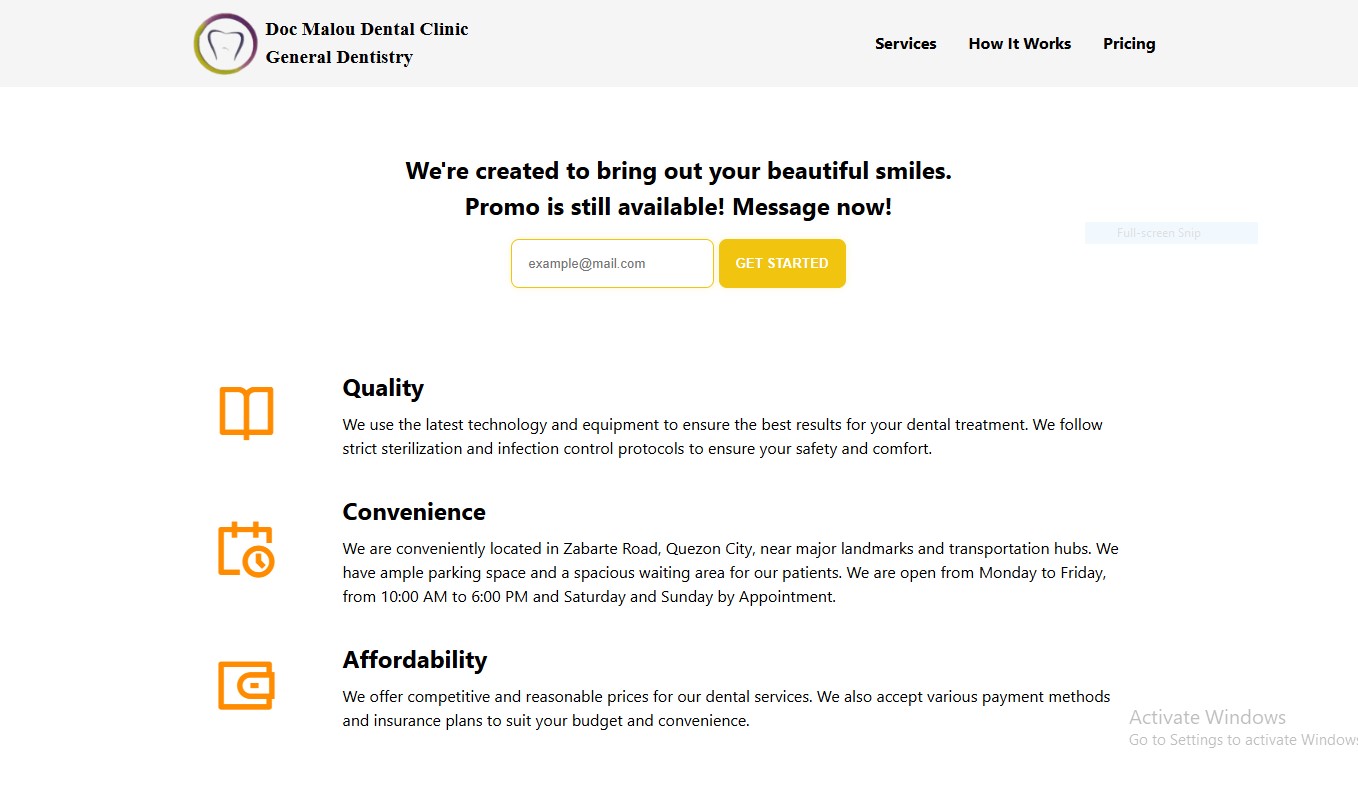 Doc Malou Dental Clinic
General Dentistry
Services How It Works Pricing
We're created to bring out your beautiful smiles.
Promo is still available! Message now!
Full-screen Snip
example@mail.com GET STARTED
Quality
We use the latest technology and equipment to ensure the best results for your dental treatment. We follow
strict sterilization and infection control protocols to ensure your safety and comfort.
Convenience
We are conveniently located in Zabarte Road, Quezon City, near major landmarks and transportation hubs. We
have ample parking space and a spacious waiting area for our patients. We are open from Monday to Friday,
from 10:00 AM to 6:00 PM and Saturday and Sunday by Appointment.
Affordability
We offer competitive and reasonable prices for our dental services. We also accept various payment methods
and insurance plans to suit your budget and convenience.
Activate Windows
Go to Settings to activate Windows